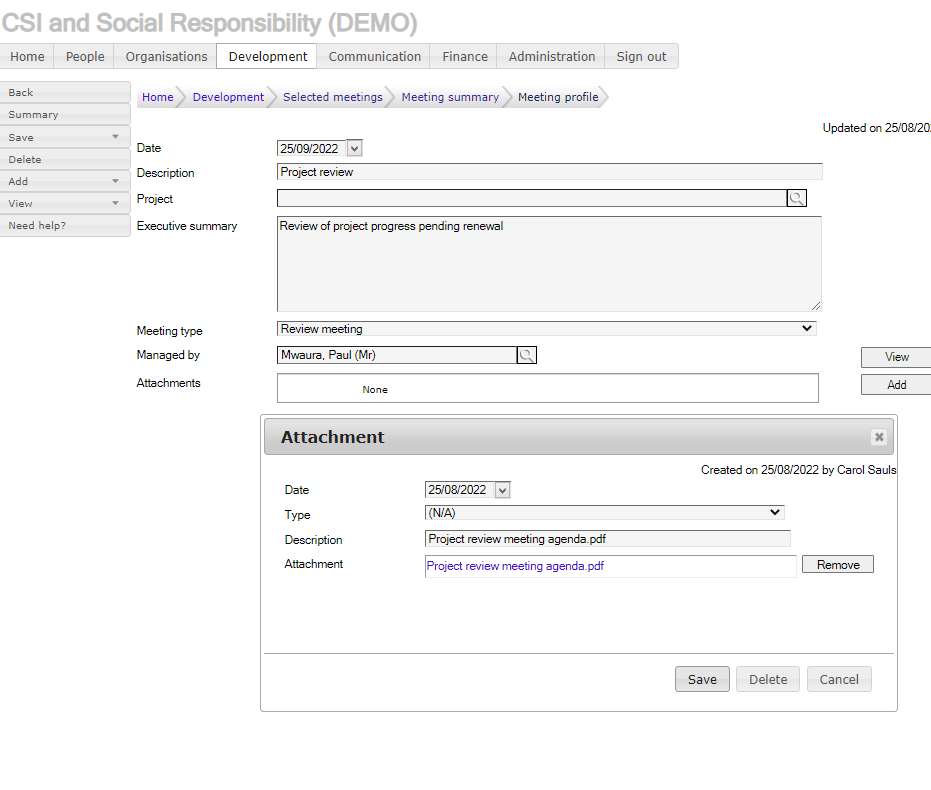 CSI and Social Responsibility (DEMO)
Home People Organisations Development Communication Finance Administration Sign out
Back
Summary
Save
Delete
Add
View
Need help?
Home Development Selected meetings Meeting summary Meeting profile
Updated on 25/08/20
Date 25/09/2022
Description Project review
Project
Executive summary Review of project progress pending renewal
Meeting type Review meeting
Managed by Mwaura, Paul (Mr) View
Attachments None Add
Attachment
Created on 25/08/2022 by Carol Sauls
Date 25/08/2022
Type (N/A)
Description Project review meeting agenda.pdf
Attachment Project review meeting agenda.pdf Remove
Save Delete Cancel